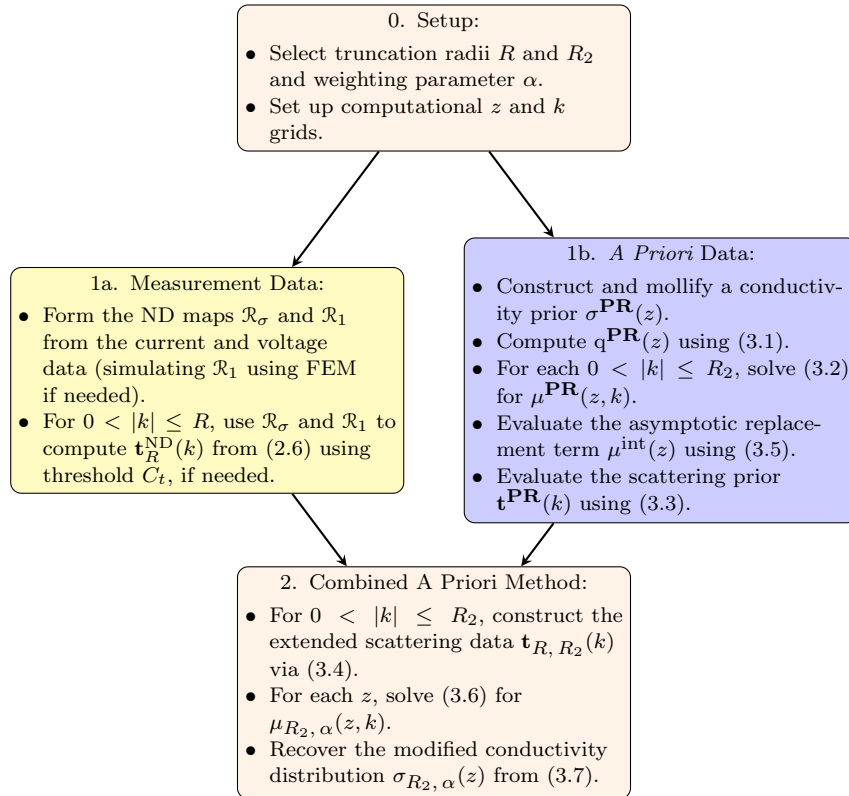 0. Setup:
• Select truncation radii R and R₂
and weighting parameter α.
• Set up computational z and k
grids.
1a. Measurement Data:
• Form the ND maps ℛ_σ and ℛ₁
from the current and voltage
data (simulating ℛ₁ using FEM
if needed).
• For 0 < |k| ≤ R, use ℛ_σ and ℛ₁ to
compute t_R^ND(k) from (2.6) using
threshold C_t, if needed.
1b. A Priori Data:
• Construct and mollify a conductiv-
ity prior σ^PR(z).
• Compute q^PR(z) using (3.1).
• For each 0 < |k| ≤ R₂, solve (3.2)
for μ^PR(z, k).
• Evaluate the asymptotic replace-
ment term μ^int(z) using (3.5).
• Evaluate the scattering prior
t^PR(k) using (3.3).
2. Combined A Priori Method:
• For 0 < |k| ≤ R₂, construct the
extended scattering data t_{R, R₂}(k)
via (3.4).
• For each z, solve (3.6) for
μ_{R₂, α}(z, k).
• Recover the modified conductivity
distribution σ_{R₂, α}(z) from (3.7).